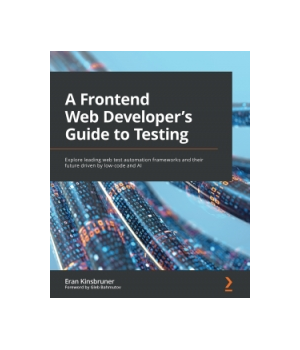 A Frontend
Web Developer's
Guide to Testing
Explore leading web test automation frameworks and their
future driven by low-code and AI
Eran Kinsbruner
Foreword by Gleb Bahmutov